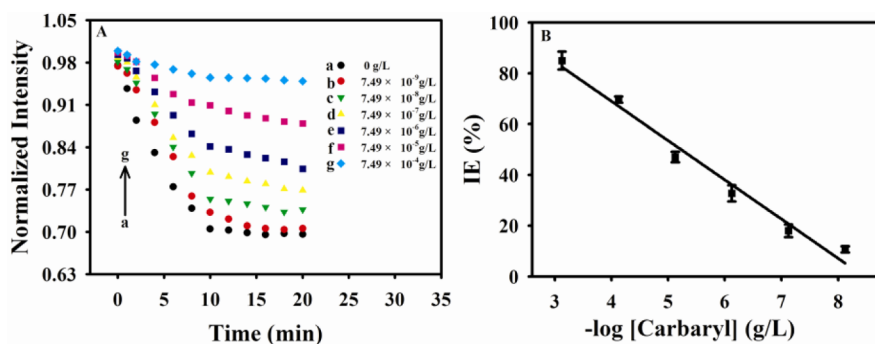 A
Normalized Intensity
1.05
0.98
0.91
0.84
0.77
0.70
0.63
g
a
a 0 g/L
b 7.49 × 10⁻⁹g/L
c 7.49 × 10⁻⁸g/L
d 7.49 × 10⁻⁷g/L
e 7.49 × 10⁻⁶g/L
f 7.49 × 10⁻⁵g/L
g 7.49 × 10⁻⁴g/L
0 5 10 15 20 25 30 35
Time (min)
B
IE (%)
100
80
60
40
20
0
3 4 5 6 7 8
-log [Carbaryl] (g/L)